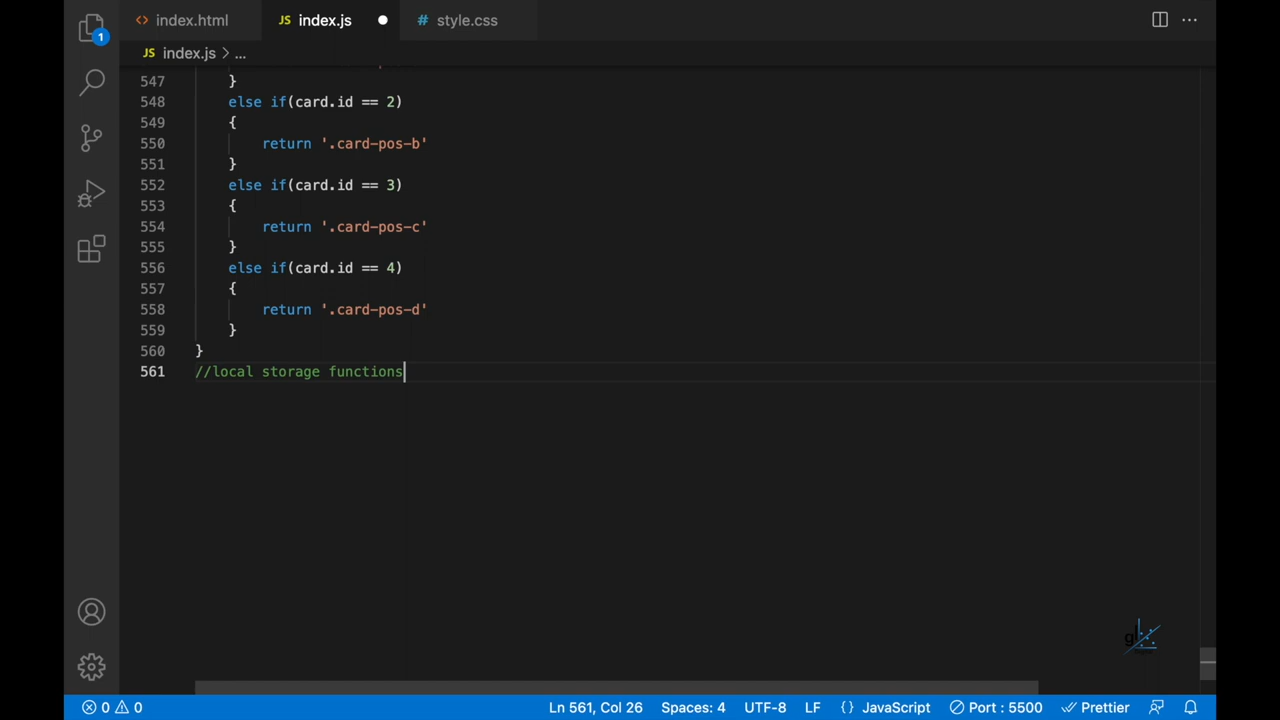 index.html JS index.js # style.css
JS index.js > ...
547 }
548 else if(card.id == 2)
549 {
550 return '.card-pos-b'
551 }
552 else if(card.id == 3)
553 {
554 return '.card-pos-c'
555 }
556 else if(card.id == 4)
557 {
558 return '.card-pos-d'
559 }
560 }
561 //local storage functions
1
0 0 Ln 561, Col 26 Spaces: 4 UTF-8 LF {} JavaScript Port : 5500 Prettier